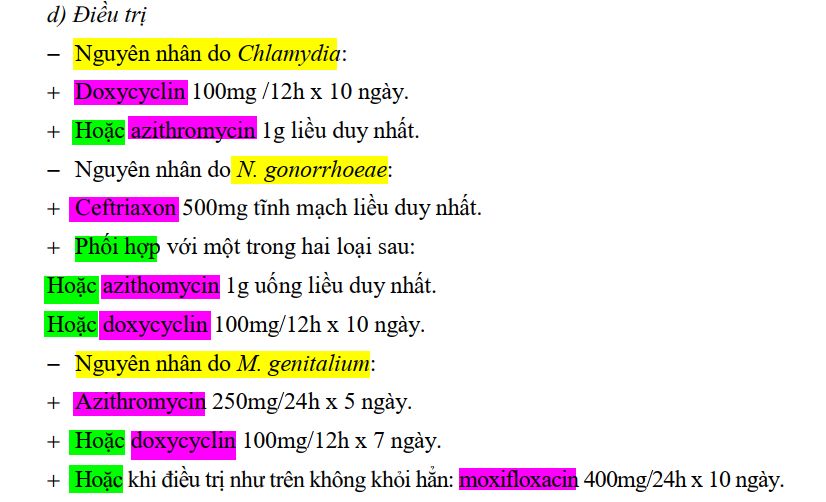 d) Điều trị
− Nguyên nhân do Chlamydia:
+ Doxycyclin 100mg /12h x 10 ngày.
+ Hoặc azithromycin 1g liều duy nhất.
− Nguyên nhân do N. gonorrhoeae:
+ Ceftriaxon 500mg tĩnh mạch liều duy nhất.
+ Phối hợp với một trong hai loại sau:
Hoặc azithomycin 1g uống liều duy nhất.
Hoặc doxycyclin 100mg/12h x 10 ngày.
− Nguyên nhân do M. genitalium:
+ Azithromycin 250mg/24h x 5 ngày.
+ Hoặc doxycyclin 100mg/12h x 7 ngày.
+ Hoặc khi điều trị như trên không khỏi hẳn: moxifloxacin 400mg/24h x 10 ngày.